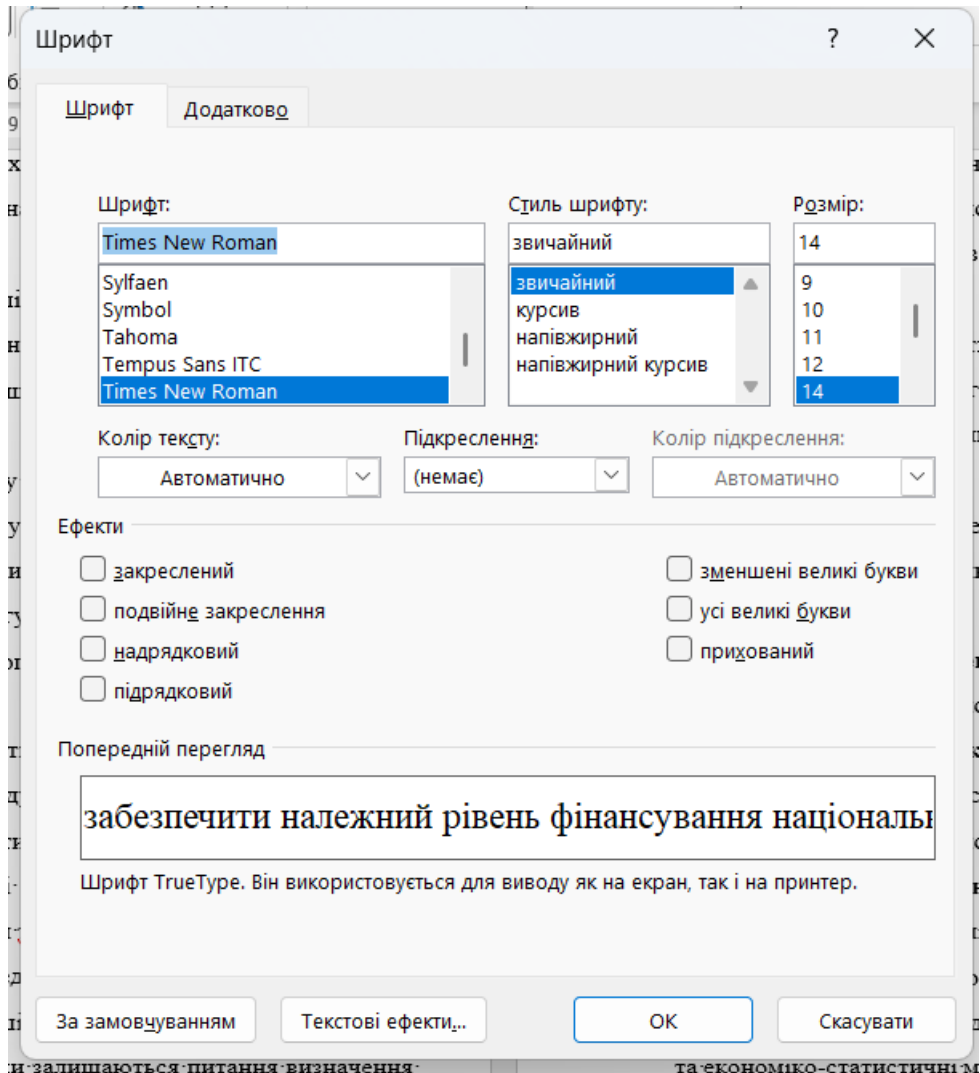 Шрифт ?
Шрифт Додатково
Шрифт: Стиль шрифту: Розмір:
Times New Roman звичайний 14
Sylfaen звичайний 9
Symbol курсив 10
Tahoma напівжирний 11
Tempus Sans ITC напівжирний курсив 12
Times New Roman 14
Колір тексту: Підкреслення: Колір підкреслення:
Автоматично (немає) Автоматично
Ефекти
закреслений зменшені великі букви
подвійне закреслення усі великі букви
надрядковий прихований
підрядковий
Попередній перегляд
забезпечити належний рівень фінансування національн
Шрифт TrueType. Він використовується для виводу як на екран, так і на принтер.
За замовчуванням Текстові ефекти... ОК Скасувати
залишаються питання визначення та економіко-статистичні